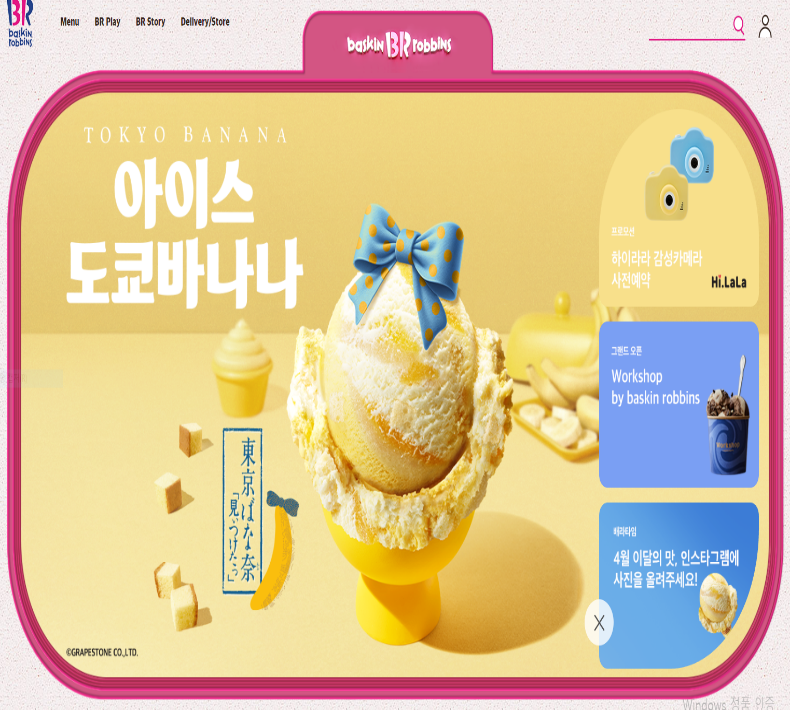 BR
baskin
robbins
Menu
BR Play
BR Story
Delivery/Store
baskin BR robbins
TOKYO BANANA
아이스
도쿄바나나
東京ばな奈
「見ぃつけたっ」
©GRAPESTONE CO.,LTD.
프로모션
하이라라 감성카메라
사전예약
Hi.LaLa
그랜드 오픈
Workshop
by baskin robbins
배라타임
4월 이달의 맛, 인스타그램에
사진을 올려주세요!
X
Windows 정품 인증